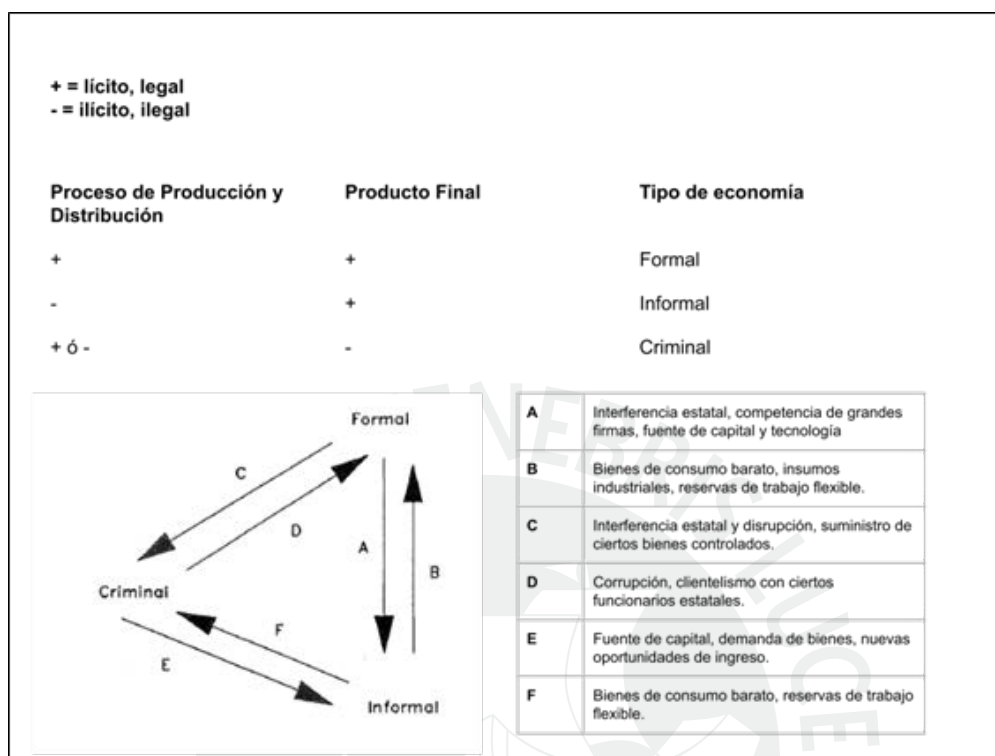 + = lícito, legal
- = ilícito, ilegal
Proceso de Producción y Distribución Producto Final Tipo de economía
+ + Formal
- + Informal
+ ó - - Criminal
Formal
C
D
A
B
Criminal
F
E
Informal
A Interferencia estatal, competencia de grandes
firmas, fuente de capital y tecnología
B Bienes de consumo barato, insumos
industriales, reservas de trabajo flexible.
C Interferencia estatal y disrupción, suministro de
ciertos bienes controlados.
D Corrupción, clientelismo con ciertos
funcionarios estatales.
E Fuente de capital, demanda de bienes, nuevas
oportunidades de ingreso.
F Bienes de consumo barato, reservas de trabajo
flexible.